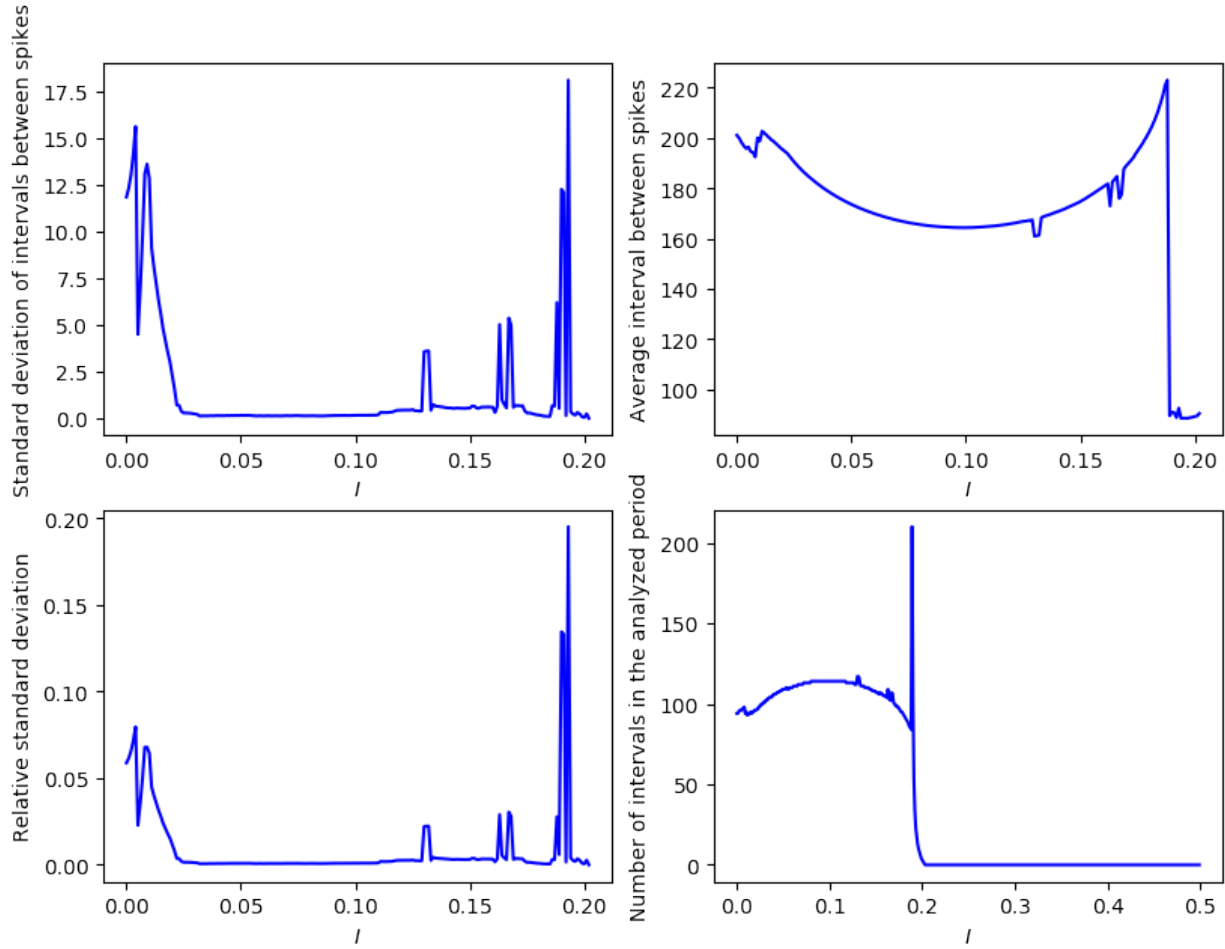 Standard deviation of intervals between spikes
17.5
15.0
12.5
10.0
7.5
5.0
2.5
0.0
0.00 0.05 0.10 0.15 0.20
I
Average interval between spikes
220
200
180
160
140
120
100
0.00 0.05 0.10 0.15 0.20
I
Relative standard deviation
0.20
0.15
0.10
0.05
0.00
0.00 0.05 0.10 0.15 0.20
I
Number of intervals in the analyzed period
200
150
100
50
0
0.0 0.1 0.2 0.3 0.4 0.5
I